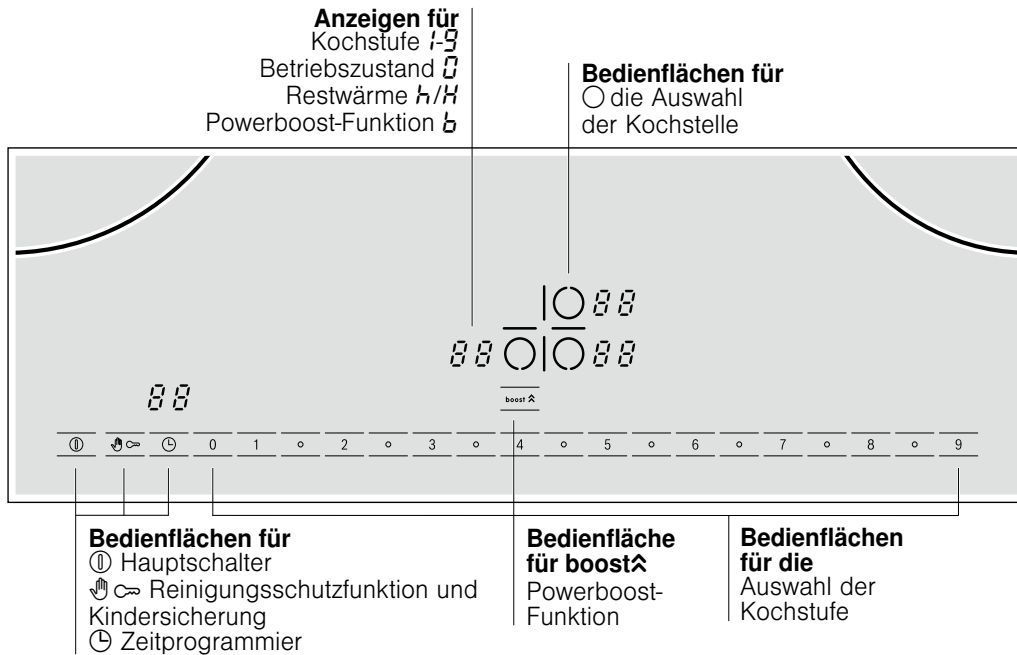 Anzeigen für
Kochstufe 1-9
Betriebszustand 0
Restwärme h/H
Powerboost-Funktion b
Bedienflächen für
die Auswahl
der Kochstelle
88
88 88
88
boost
0 1 2 3 4 5 6 7 8 9
Bedienflächen für
Hauptschalter
Reinigungsschutzfunktion und
Kindersicherung
Zeitprogrammier
Bedienfläche
für boost
Powerboost-
Funktion
Bedienflächen
für die
Auswahl der
Kochstufe